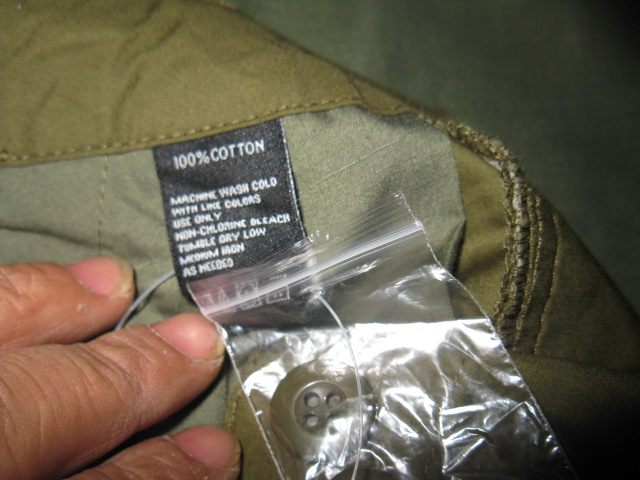 100% COTTON
MACHINE WASH COLD
WITH LIKE COLORS
USE ONLY
NON-CHLORINE BLEACH
TUMBLE DRY LOW
MEDIUM IRON
AS NEEDED